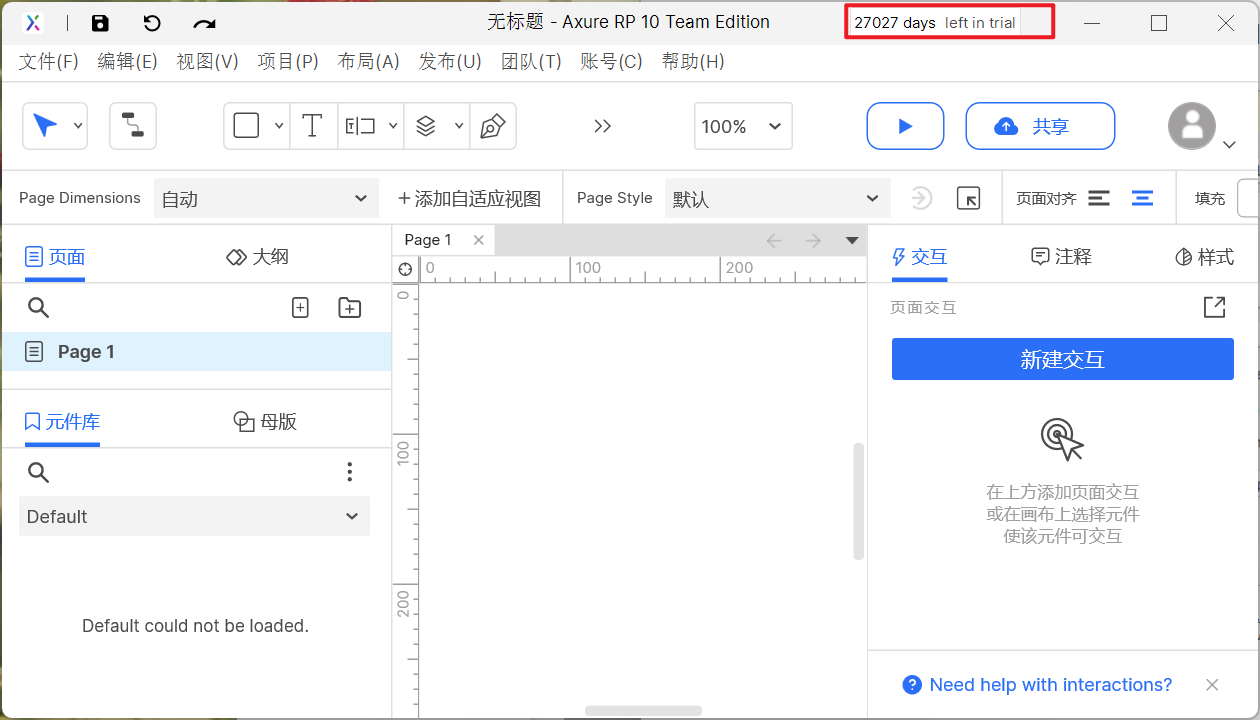 无标题 - Axure RP 10 Team Edition 27027 days left in trial
文件(F) 编辑(E) 视图(V) 项目(P) 布局(A) 发布(U) 团队(T) 账号(C) 帮助(H)
100% 共享
Page Dimensions 自动 +添加自适应视图 Page Style 默认 页面对齐 填充
页面 大纲 Page 1 交互 注释 样式
0 100 200
页面交互
0
Page 1
新建交互
元件库 母版
100
在上方添加页面交互
或在画布上选择元件
使该元件可交互
Default
200
Default could not be loaded.
Need help with interactions?